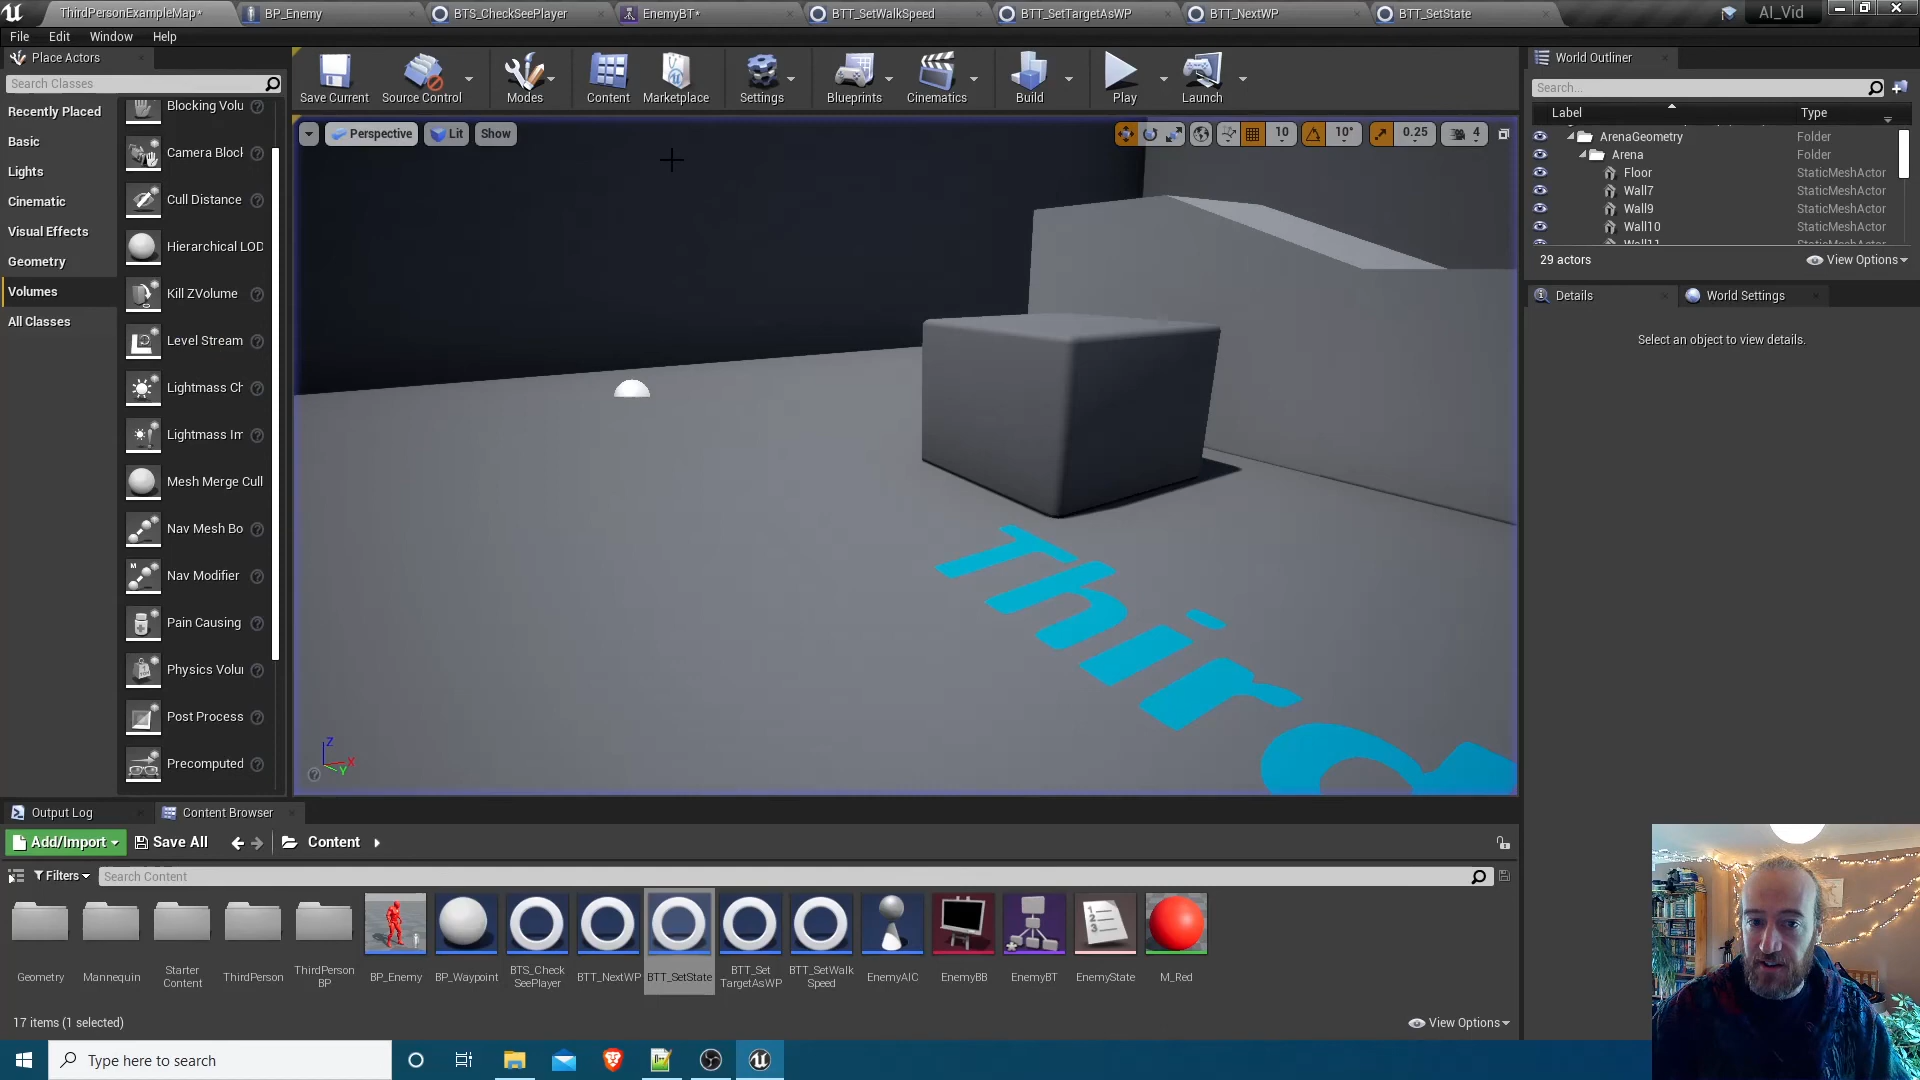 ThirdPersonExampleMap*
BP_Enemy
BTS_CheckSeePlayer
EnemyBT*
BTT_SetWalkSpeed
BTT_SetTargetAsWP
BTT_NextWP
BTT_SetState
AI_Vid
File
Edit
Window
Help
Place Actors
Search Classes
Recently Placed
Basic
Lights
Cinematic
Visual Effects
Geometry
Volumes
All Classes
Blocking Volu
Camera Block
Cull Distance
Hierarchical LOD
Kill ZVolume
Level Stream
Lightmass Ch
Lightmass Im
Mesh Merge Cull
Nav Mesh Bo
Nav Modifier
Pain Causing
Physics Volu
Post Process
Precomputed
Save Current
Source Control
Modes
Content
Marketplace
Settings
Blueprints
Cinematics
Build
Play
Launch
Perspective
Lit
Show
10
10°
0.25
4
Third
Z
X
Y
World Outliner
Search...
Label
Type
ArenaGeometry
Folder
Arena
Folder
Floor
StaticMeshActor
Wall7
StaticMeshActor
Wall9
StaticMeshActor
Wall10
StaticMeshActor
Wall11
29 actors
View Options
Details
World Settings
Select an object to view details.
Output Log
Content Browser
Add/Import
Save All
Content
Filters
Search Content
Geometry
Mannequin
Starter
Content
ThirdPerson
ThirdPerson
BP
BP_Enemy
BP_Waypoint
BTS_Check
SeePlayer
BTT_NextWP
BTT_SetState
BTT_Set
TargetAsWP
BTT_SetWalk
Speed
EnemyAIC
EnemyBB
EnemyBT
EnemyState
M_Red
17 items (1 selected)
View Options
Type here to search